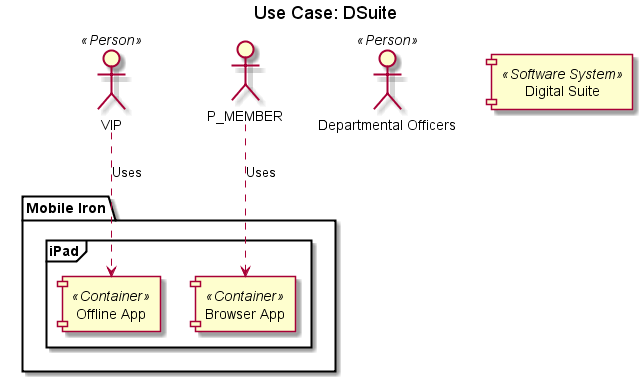 Use Case: DSuite
«Person»
VIP
P_MEMBER
«Person»
Departmental Officers
«Software System»
Digital Suite
Uses
Uses
Mobile Iron
iPad
«Container»
Offline App
«Container»
Browser App